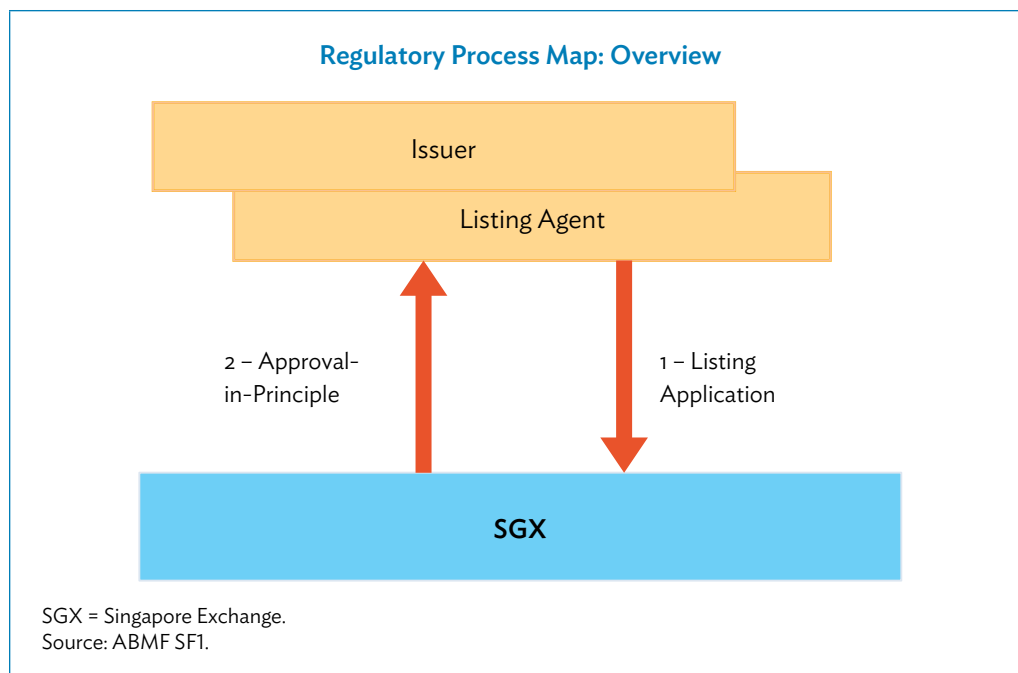 Regulatory Process Map: Overview
Issuer
Listing Agent
2 – Approval-
in-Principle
1 – Listing
Application
SGX
SGX = Singapore Exchange.
Source: ABMF SF1.